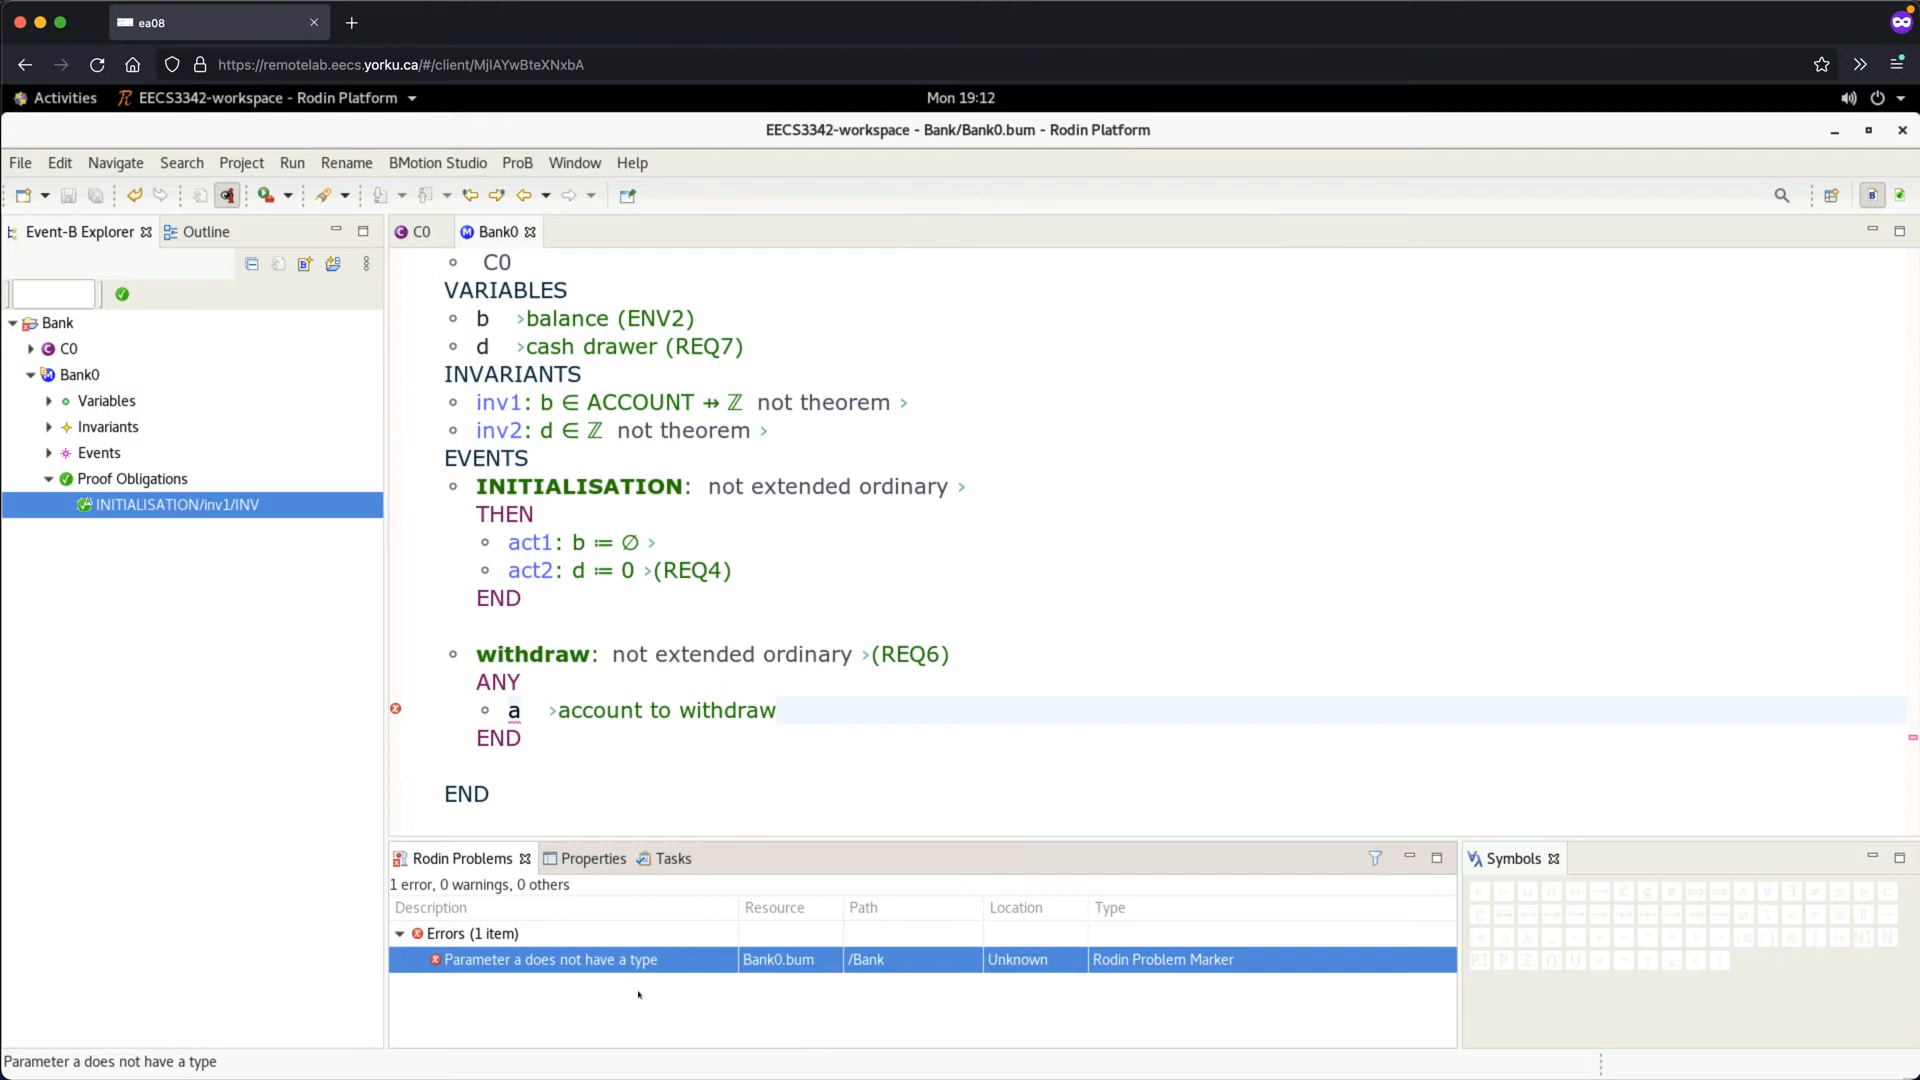 ea08
https://remotelab.eecs.yorku.ca/#/client/MjIAYwBteXNxbA
Activities EECS3342-workspace - Rodin Platform Mon 19:12
EECS3342-workspace - Bank/Bank0.bum - Rodin Platform
File Edit Navigate Search Project Run Rename BMotion Studio ProB Window Help
Event-B Explorer Outline
C0 Bank0
Bank
C0
Bank0
Variables
Invariants
Events
Proof Obligations
INITIALISATION/inv1/INV
C0
VARIABLES
b ›balance (ENV2)
d ›cash drawer (REQ7)
INVARIANTS
inv1: b ∈ ACCOUNT ⇸ ℤ not theorem ›
inv2: d ∈ ℤ not theorem ›
EVENTS
INITIALISATION: not extended ordinary ›
THEN
act1: b ≔ ∅ ›
act2: d ≔ 0 ›(REQ4)
END
withdraw: not extended ordinary ›(REQ6)
ANY
a ›account to withdraw
END
END
Rodin Problems Properties Tasks
1 error, 0 warnings, 0 others
Description Resource Path Location Type
Errors (1 item)
Parameter a does not have a type Bank0.bum /Bank Unknown Rodin Problem Marker
Symbols
Parameter a does not have a type